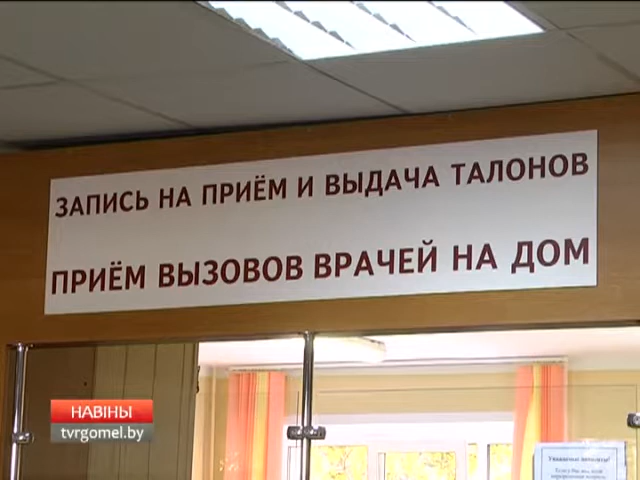 ЗАПИСЬ НА ПРИЁМ И ВЫДАЧА ТАЛОНОВ
ПРИЁМ ВЫЗОВОВ ВРАЧЕЙ НА ДОМ
НАВІНЫ
tvrgomel.by